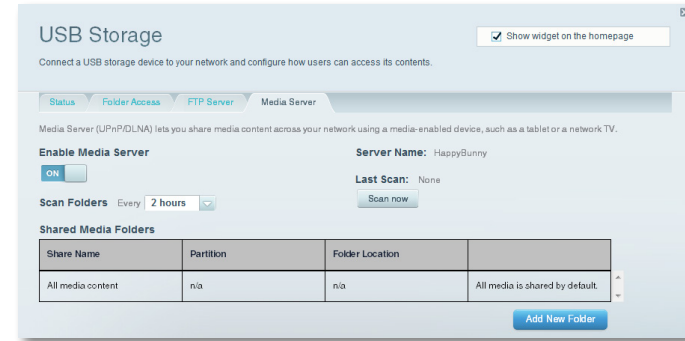 USB Storage
Show widget on the homepage
Connect a USB storage device to your network and configure how users can access its contents.
Status Folder Access FTP Server Media Server
Media Server (UPnP/DLNA) lets you share media content across your network using a media-enabled device, such as a tablet or a network TV.
Enable Media Server Server Name: HappyBunny
ON
Last Scan: None
Scan Folders Every 2 hours Scan now
Shared Media Folders
Share Name Partition Folder Location
All media content n/a n/a All media is shared by default.
Add New Folder